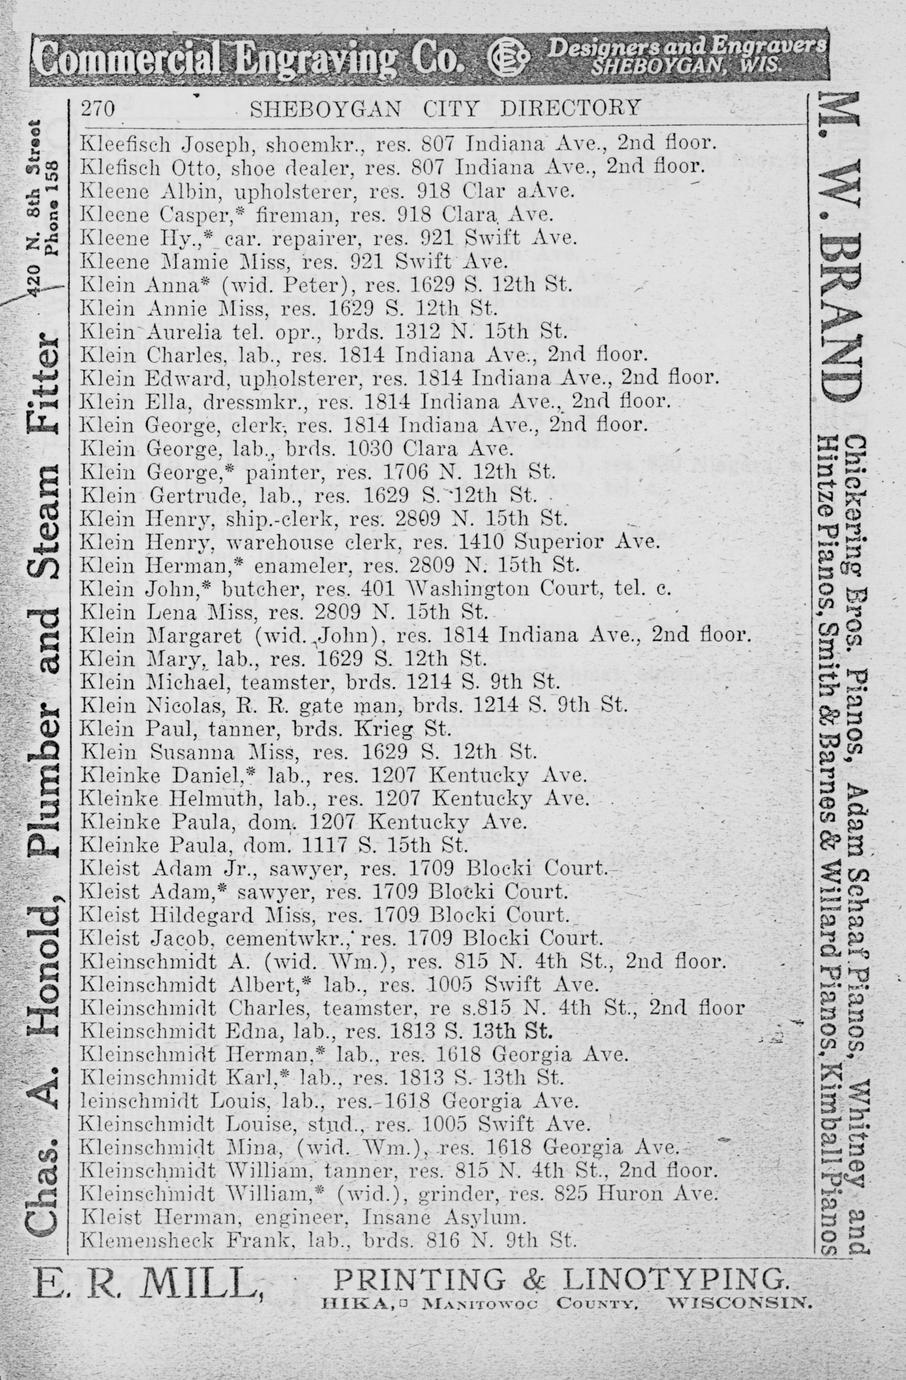 Commercial Engraving Co. CEC Designers and Engravers
SHEBOYGAN, WIS.
270 SHEBOYGAN CITY DIRECTORY
Kleefisch Joseph, shoemkr., res. 807 Indiana Ave., 2nd floor.
Klefisch Otto, shoe dealer, res. 807 Indiana Ave., 2nd floor.
Kleene Albin, upholsterer, res. 918 Clar aAve.
Kleene Casper,* fireman, res. 918 Clara Ave.
Kleene Hy.,* car. repairer, res. 921 Swift Ave.
Kleene Mamie Miss, res. 921 Swift Ave.
Klein Anna* (wid. Peter), res. 1629 S. 12th St.
Klein Annie Miss, res. 1629 S. 12th St.
Klein Aurelia tel. opr., brds. 1312 N. 15th St.
Klein Charles, lab., res. 1814 Indiana Ave., 2nd floor.
Klein Edward, upholsterer, res. 1814 Indiana Ave., 2nd floor.
Klein Ella, dressmkr., res. 1814 Indiana Ave., 2nd floor.
Klein George, clerk, res. 1814 Indiana Ave., 2nd floor.
Klein George, lab., brds. 1030 Clara Ave.
Klein George,* painter, res. 1706 N. 12th St.
Klein Gertrude, lab., res. 1629 S. 12th St.
Klein Henry, ship.-clerk, res. 2809 N. 15th St.
Klein Henry, warehouse clerk, res. 1410 Superior Ave.
Klein Herman,* enameler, res. 2809 N. 15th St.
Klein John,* butcher, res. 401 Washington Court, tel. c.
Klein Lena Miss, res. 2809 N. 15th St.
Klein Margaret (wid. John), res. 1814 Indiana Ave., 2nd floor.
Klein Mary, lab., res. 1629 S. 12th St.
Klein Michael, teamster, brds. 1214 S. 9th St.
Klein Nicolas, R. R. gate man, brds. 1214 S. 9th St.
Klein Paul, tanner, brds. Krieg St.
Klein Susanna Miss, res. 1629 S. 12th St.
Kleinke Daniel,* lab., res. 1207 Kentucky Ave.
Kleinke Helmuth, lab., res. 1207 Kentucky Ave.
Kleinke Paula, dom. 1207 Kentucky Ave.
Kleinke Paula, dom. 1117 S. 15th St.
Kleist Adam Jr., sawyer, res. 1709 Blocki Court.
Kleist Adam,* sawyer, res. 1709 Blocki Court.
Kleist Hildegard Miss, res. 1709 Blocki Court.
Kleist Jacob, cementwkr., res. 1709 Blocki Court.
Kleinschmidt A. (wid. Wm.), res. 815 N. 4th St., 2nd floor.
Kleinschmidt Albert,* lab., res. 1005 Swift Ave.
Kleinschmidt Charles, teamster, re s.815 N. 4th St., 2nd floor
Kleinschmidt Edna, lab., res. 1813 S. 13th St.
Kleinschmidt Herman,* lab., res. 1618 Georgia Ave.
Kleinschmidt Karl,* lab., res. 1813 S. 13th St.
leinschmidt Louis, lab., res. 1618 Georgia Ave.
Kleinschmidt Louise, stud., res. 1005 Swift Ave.
Kleinschmidt Mina, (wid. Wm.), res. 1618 Georgia Ave.
Kleinschmidt William, tanner, res. 815 N. 4th St., 2nd floor.
Kleinschmidt William,* (wid.), grinder, res. 825 Huron Ave.
Kleist Herman, engineer, Insane Asylum.
Klemensheck Frank, lab., brds. 816 N. 9th St.
Chas. A. Honold, Plumber and Steam Fitter 420 N. 8th Street
Phone 158
M. W. BRAND Chickering Bros. Pianos, Adam Schaaf Pianos, Whitney and
Hintze Pianos, Smith & Barnes & Willard Pianos, Kimball Pianos
E. R. MILL, PRINTING & LINOTYPING.
HIKA, MANITOWOC COUNTY, WISCONSIN.